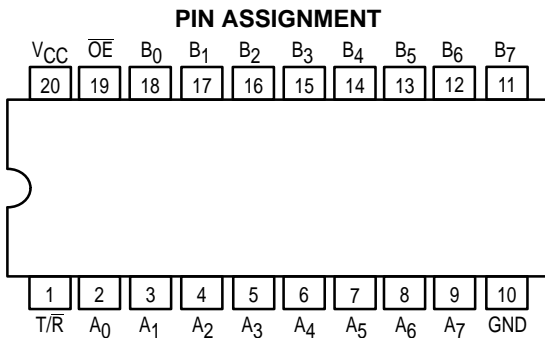 PIN ASSIGNMENT
V_CC O̅E̅ B₀ B₁ B₂ B₃ B₄ B₅ B₆ B₇
20 19 18 17 16 15 14 13 12 11
1 2 3 4 5 6 7 8 9 10
T/R̅ A₀ A₁ A₂ A₃ A₄ A₅ A₆ A₇ GND